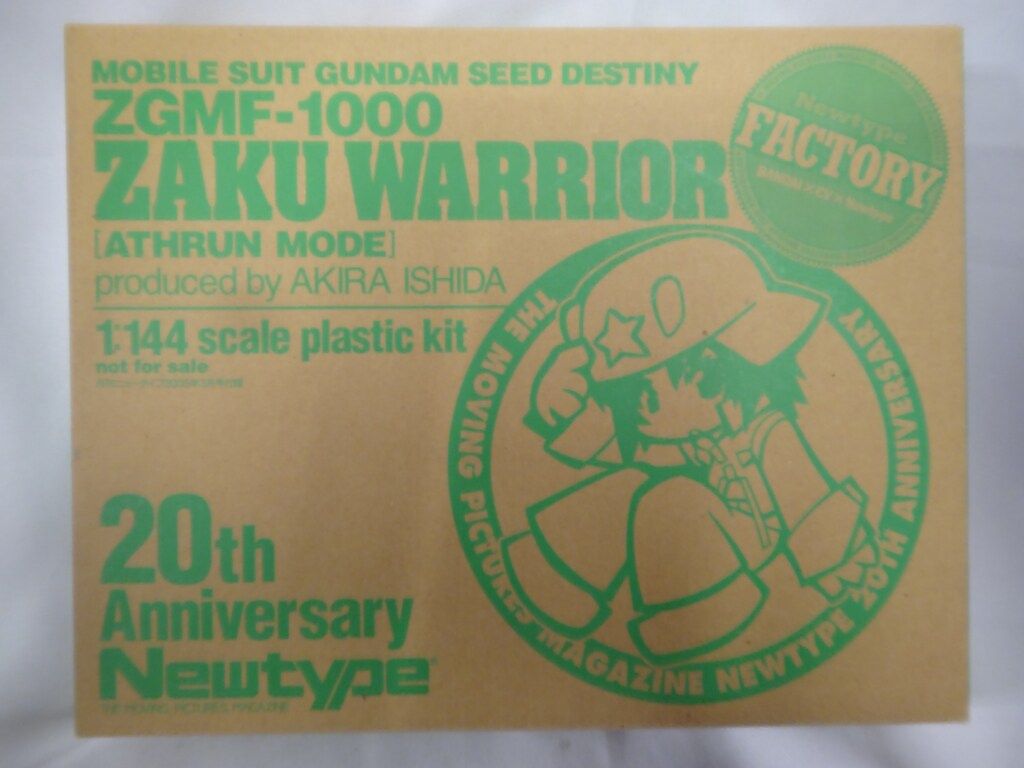 MOBILE SUIT GUNDAM SEED DESTINY
ZGMF-1000
ZAKU WARRIOR
[ATHRUN MODE]
produced by AKIRA ISHIDA
1:144 scale plastic kit
not for sale
Newtype
FACTORY
THE MOVING PICTURES MAGAZINE NEWTYPE 20TH ANNIVERSARY
20th
Anniversary
Newtype
THE MOVING PICTURES MAGAZINE